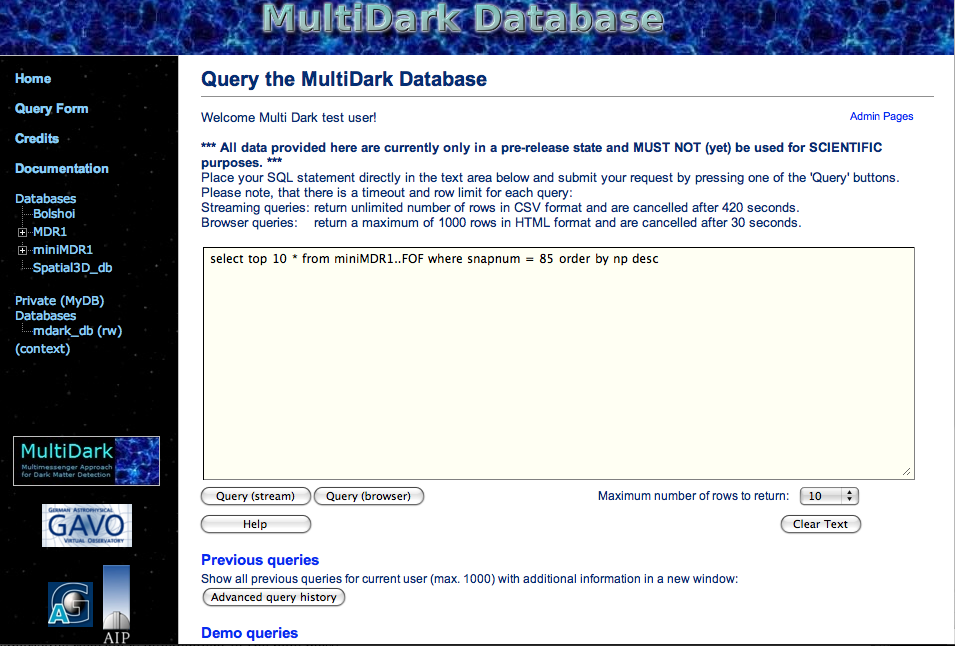 MultiDark Database
Home
Query Form
Credits
Documentation
Databases
Bolshoi
MDR1
miniMDR1
Spatial3D_db
Private (MyDB)
Databases
mdark_db (rw)
(context)
MultiDark
Multimessenger Approach
for Dark Matter Detection
German Astrophysical
GAVO
Virtual Observatory
AG
AIP
Query the MultiDark Database
Welcome Multi Dark test user!
Admin Pages
*** All data provided here are currently only in a pre-release state and MUST NOT (yet) be used for SCIENTIFIC
purposes. ***
Place your SQL statement directly in the text area below and submit your request by pressing one of the 'Query' buttons.
Please note, that there is a timeout and row limit for each query:
Streaming queries: return unlimited number of rows in CSV format and are cancelled after 420 seconds.
Browser queries: return a maximum of 1000 rows in HTML format and are cancelled after 30 seconds.
select top 10 * from miniMDR1..FOF where snapnum = 85 order by np desc
Query (stream) Query (browser) Maximum number of rows to return: 10
Help Clear Text
Previous queries
Show all previous queries for current user (max. 1000) with additional information in a new window:
Advanced query history
Demo queries